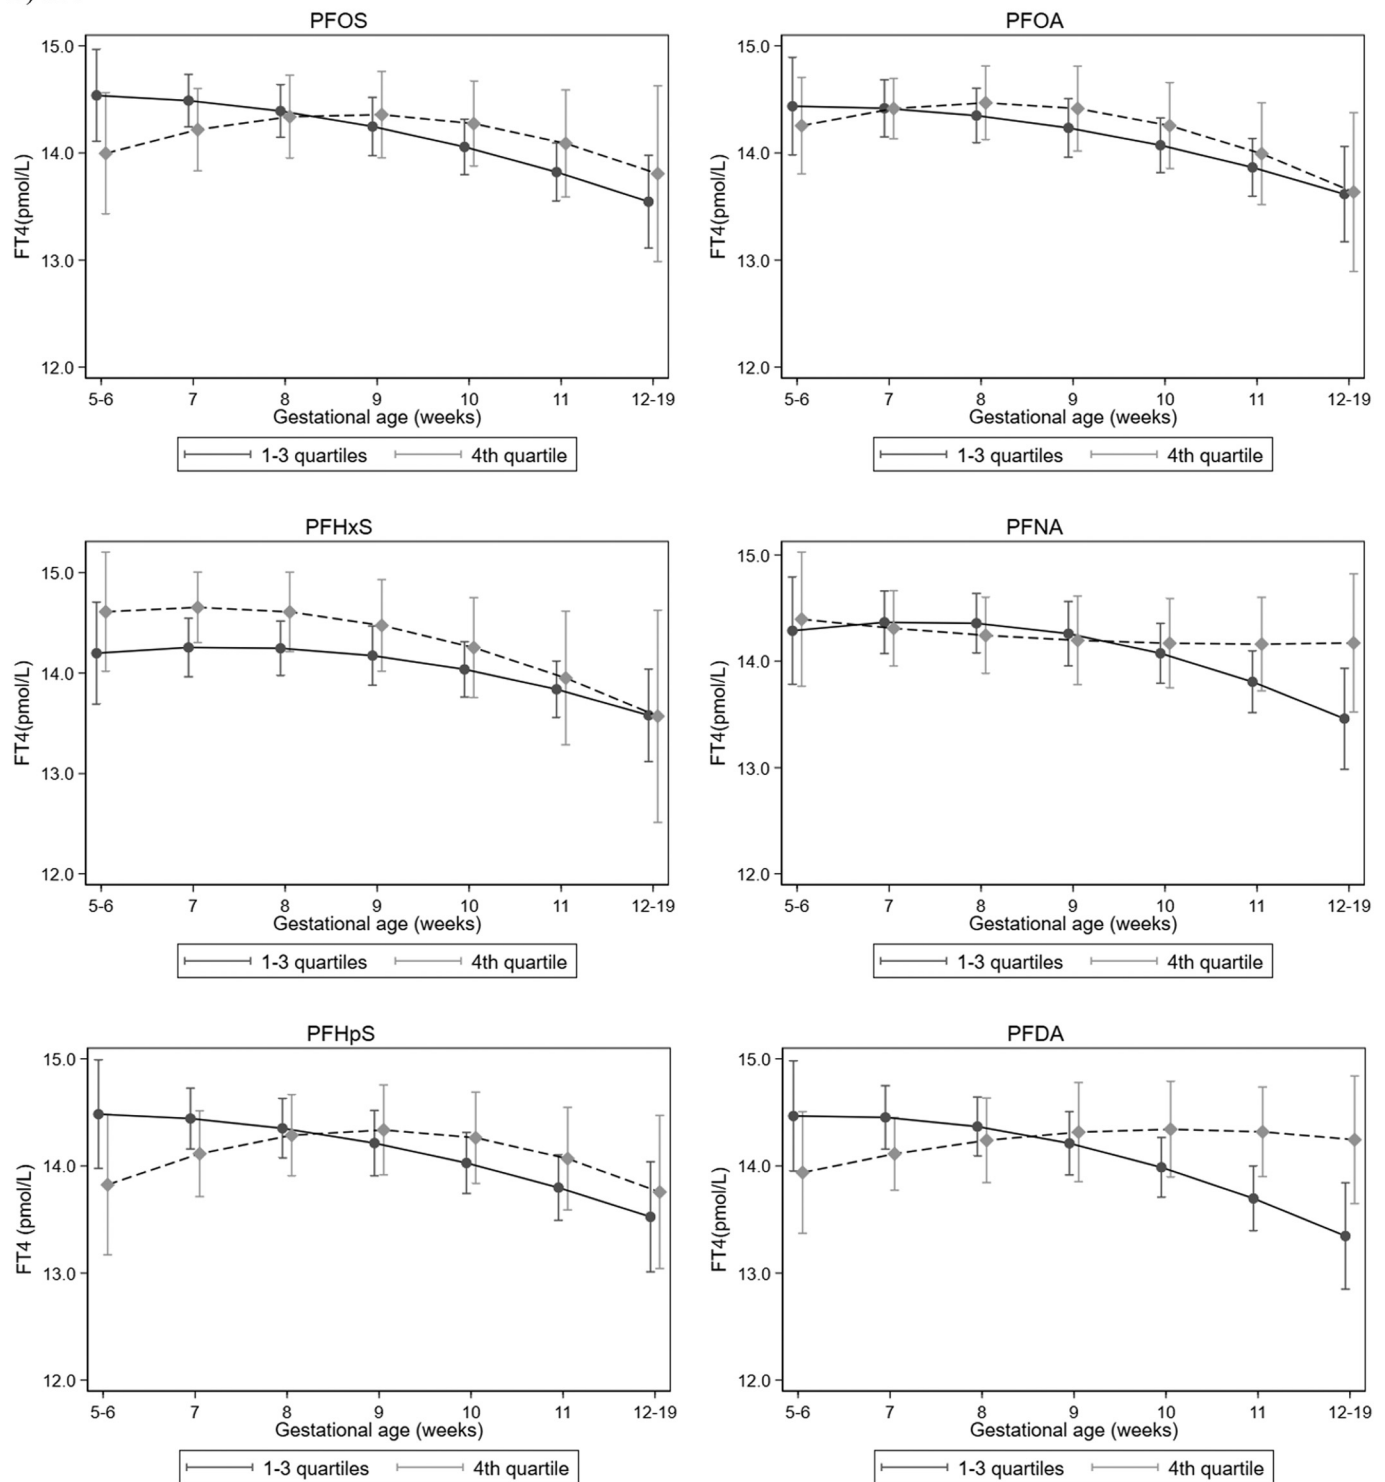 PFOS
15.0
14.0
13.0
12.0
FT4(pmol/L)
5-6 7 8 9 10 11 12-19
Gestational age (weeks)
1-3 quartiles 4th quartile
PFOA
15.0
14.0
13.0
12.0
FT4(pmol/L)
5-6 7 8 9 10 11 12-19
Gestational age (weeks)
1-3 quartiles 4th quartile
PFHxS
15.0
14.0
13.0
12.0
FT4(pmol/L)
5-6 7 8 9 10 11 12-19
Gestational age (weeks)
1-3 quartiles 4th quartile
PFNA
15.0
14.0
13.0
12.0
FT4(pmol/L)
5-6 7 8 9 10 11 12-19
Gestational age (weeks)
1-3 quartiles 4th quartile
PFHpS
15.0
14.0
13.0
12.0
FT4 (pmol/L)
5-6 7 8 9 10 11 12-19
Gestational age (weeks)
1-3 quartiles 4th quartile
PFDA
15.0
14.0
13.0
12.0
FT4(pmol/L)
5-6 7 8 9 10 11 12-19
Gestational age (weeks)
1-3 quartiles 4th quartile